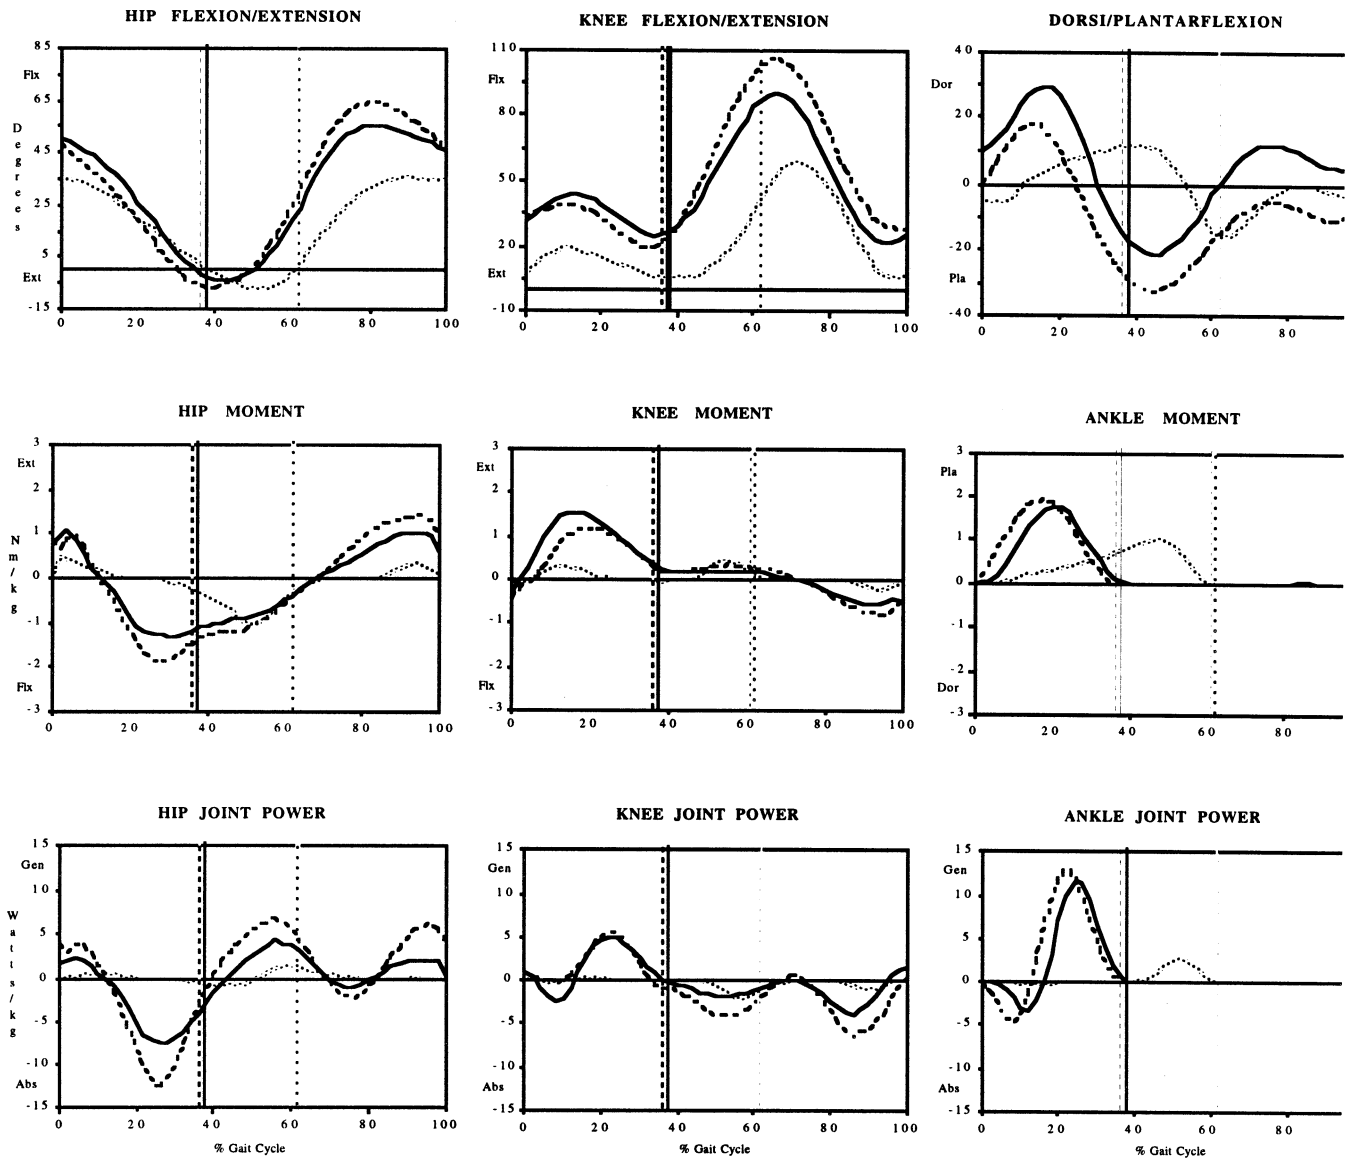 HIP FLEXION/EXTENSION
KNEE FLEXION/EXTENSION
DORSI/PLANTARFLEXION
85
Flx
65
45
25
5
Ext
-15
Degrees
0 20 40 60 80 100
110
Flx
80
50
20
Ext
-10
0 20 40 60 80 100
40
Dor
20
0
-20
Pla
-40
0 20 40 60 80
HIP MOMENT
KNEE MOMENT
ANKLE MOMENT
3
Ext
2
1
0
-1
-2
Flx
-3
Nm/kg
0 20 40 60 80 100
3
Ext
2
1
0
-1
-2
Flx
-3
0 20 40 60 80 100
3
Pla
2
1
0
-1
-2
Dor
-3
0 20 40 60 80
HIP JOINT POWER
KNEE JOINT POWER
ANKLE JOINT POWER
15
Gen
10
5
0
-5
-10
Abs
-15
Watts/kg
0 20 40 60 80 100
% Gait Cycle
15
Gen
10
5
0
-5
-10
Abs
-15
0 20 40 60 80 100
% Gait Cycle
15
Gen
10
5
0
-5
-10
Abs
-15
0 20 40 60 80
% Gait Cycle